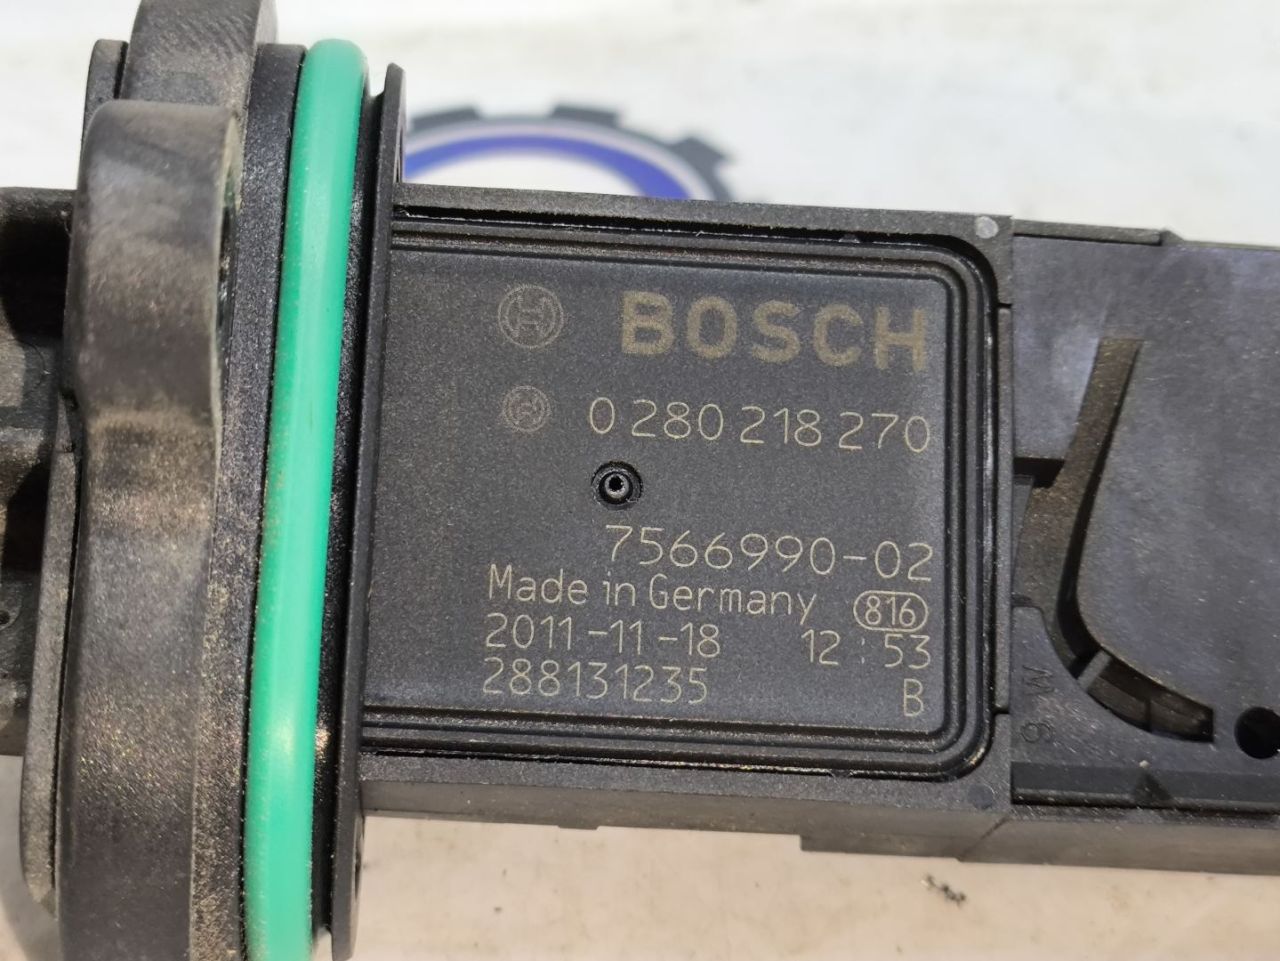 BOSCH
0 280 218 270
7566990-02
Made in Germany 816
2011-11-18 12:53
288131235 B